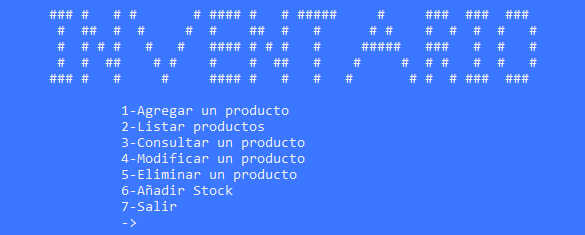 INVENTARIO
1-Agregar un producto
2-Listar productos
3-Consultar un producto
4-Modificar un producto
5-Eliminar un producto
6-Añadir Stock
7-Salir
->